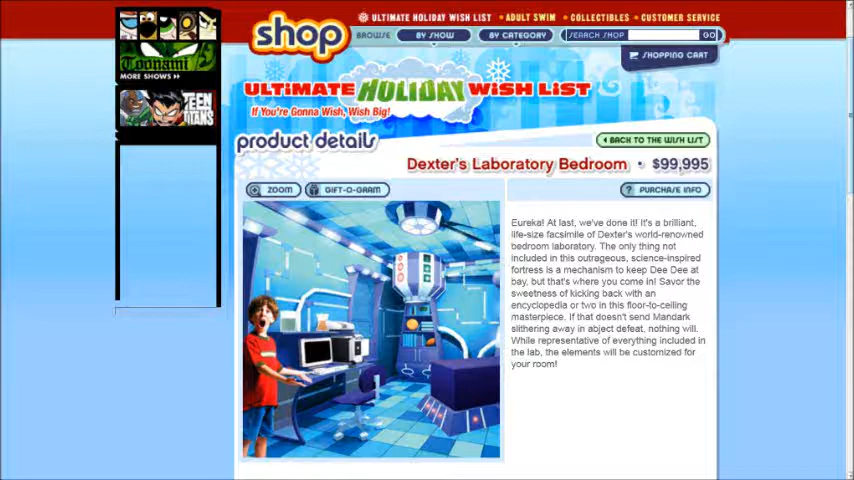 ULTIMATE HOLIDAY WISH LIST • ADULT SWIM • COLLECTIBLES • CUSTOMER SERVICE
shop
BROWSE BY SHOW BY CATEGORY SEARCH SHOP GO
SHOPPING CART
Toonami
MORE SHOWS
TEEN TITANS
ULTiMATE HOLiDAY WiSH LiST
If You're Gonna Wish, Wish Big!
product details
BACK TO THE WISH LIST
Dexter's Laboratory Bedroom • $99,995
ZOOM GIFT-O-GRAM PURCHASE INFO
Eureka! At last, we've done it! It's a brilliant,
life-size facsimile of Dexter's world-renowned
bedroom laboratory. The only thing not
included in this outrageous, science-inspired
fortress is a mechanism to keep Dee Dee at
bay, but that's where you come in! Savor the
sweetness of kicking back with an
encyclopedia or two in this floor-to-ceiling
masterpiece. If that doesn't send Mandark
slithering away in abject defeat, nothing will.
While representative of everything included in
the lab, the elements will be customized for
your room!